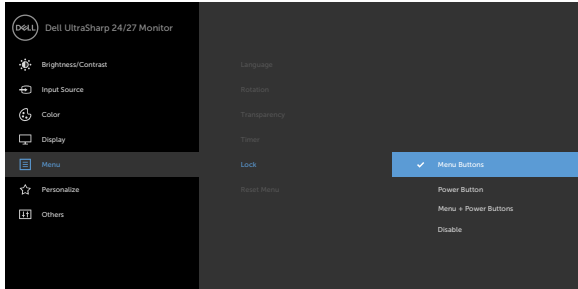 DELL Dell UltraSharp 24/27 Monitor
Brightness/Contrast Language
Input Source Rotation
Color Transparency
Display Timer
Menu Lock Menu Buttons
Personalize Reset Menu Power Button
Menu + Power Buttons
Others
Disable